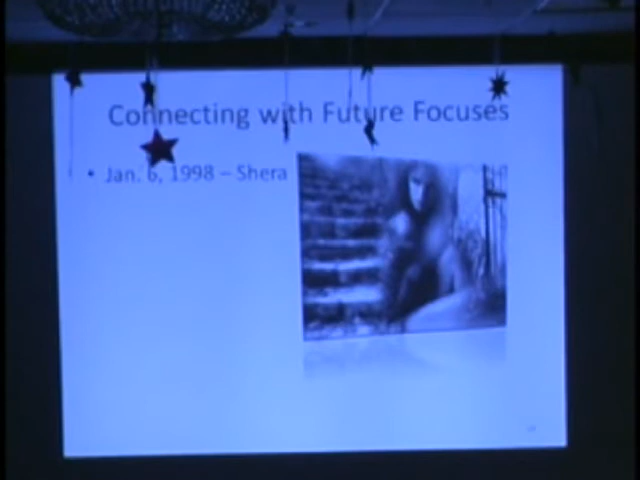 Connecting with Future Focuses
• Jan. 6, 1998 – Shera